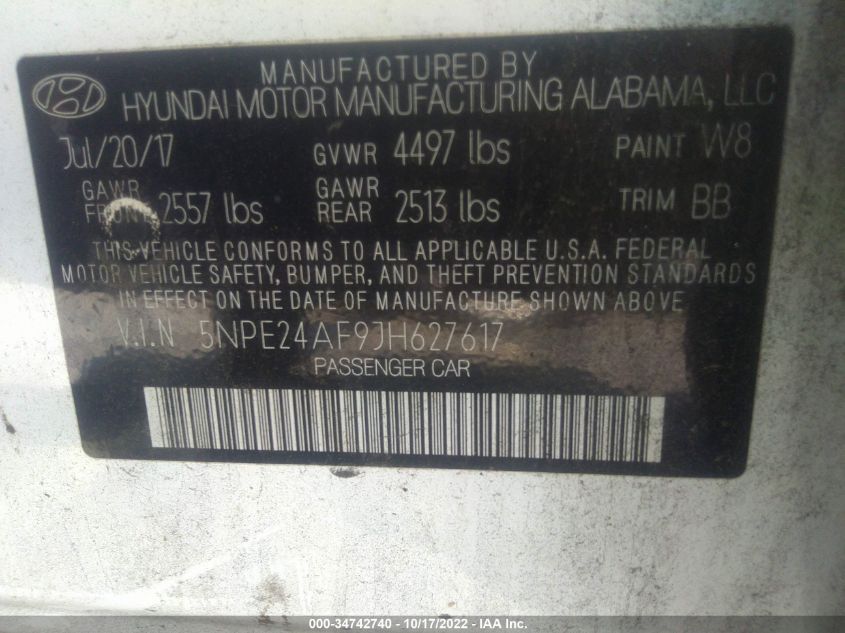 MANUFACTURED BY
HYUNDAI MOTOR MANUFACTURING ALABAMA, LLC
Jul/20/17 GVWR 4497 lbs PAINT W8
GAWR FRONT 2557 lbs GAWR REAR 2513 lbs TRIM BB
THIS VEHICLE CONFORMS TO ALL APPLICABLE U.S.A. FEDERAL
MOTOR VEHICLE SAFETY, BUMPER, AND THEFT PREVENTION STANDARDS
IN EFFECT ON THE DATE OF MANUFACTURE SHOWN ABOVE
V.I.N 5NPE24AF9JH627617
PASSENGER CAR
000-34742740 - 10/17/2022 - IAA Inc.